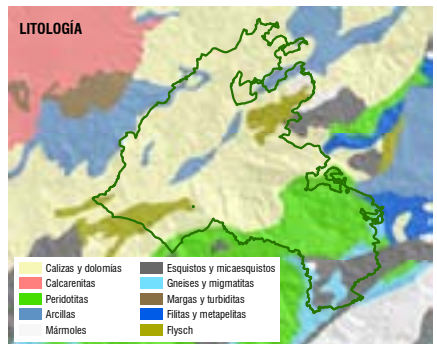 LITOLOGÍA
Calizas y dolomías
Calcarenitas
Peridotitas
Arcillas
Mármoles
Esquistos y micaesquistos
Gneises y migmatitas
Margas y turbiditas
Filitas y metapelitas
Flysch